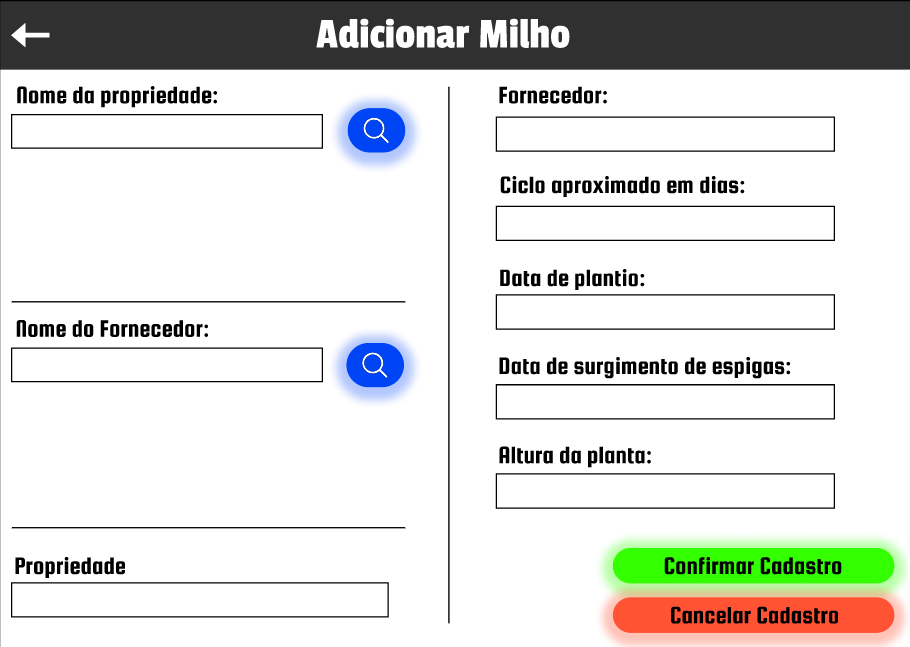 Adicionar Milho
Nome da propriedade:
Nome do Fornecedor:
Propriedade
Fornecedor:
Ciclo aproximado em dias:
Data de plantio:
Data de surgimento de espigas:
Altura da planta:
Confirmar Cadastro
Cancelar Cadastro